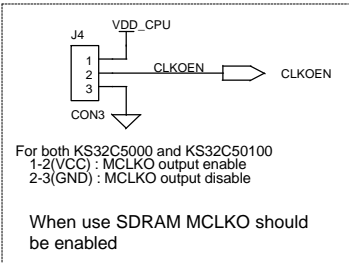 VDD_CPU
J4
1
2
3
CLKOEN
CLKOEN
CON3
For both KS32C5000 and KS32C50100
1-2(VCC) : MCLKO output enable
2-3(GND) : MCLKO output disable
When use SDRAM MCLKO should
be enabled